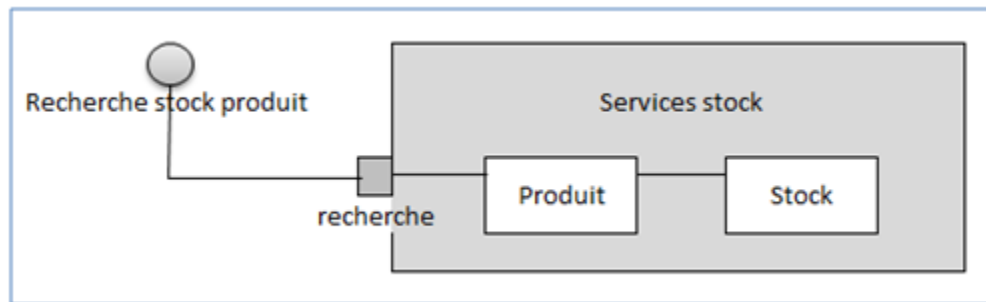 Recherche stock produit
Services stock
Produit
Stock
recherche